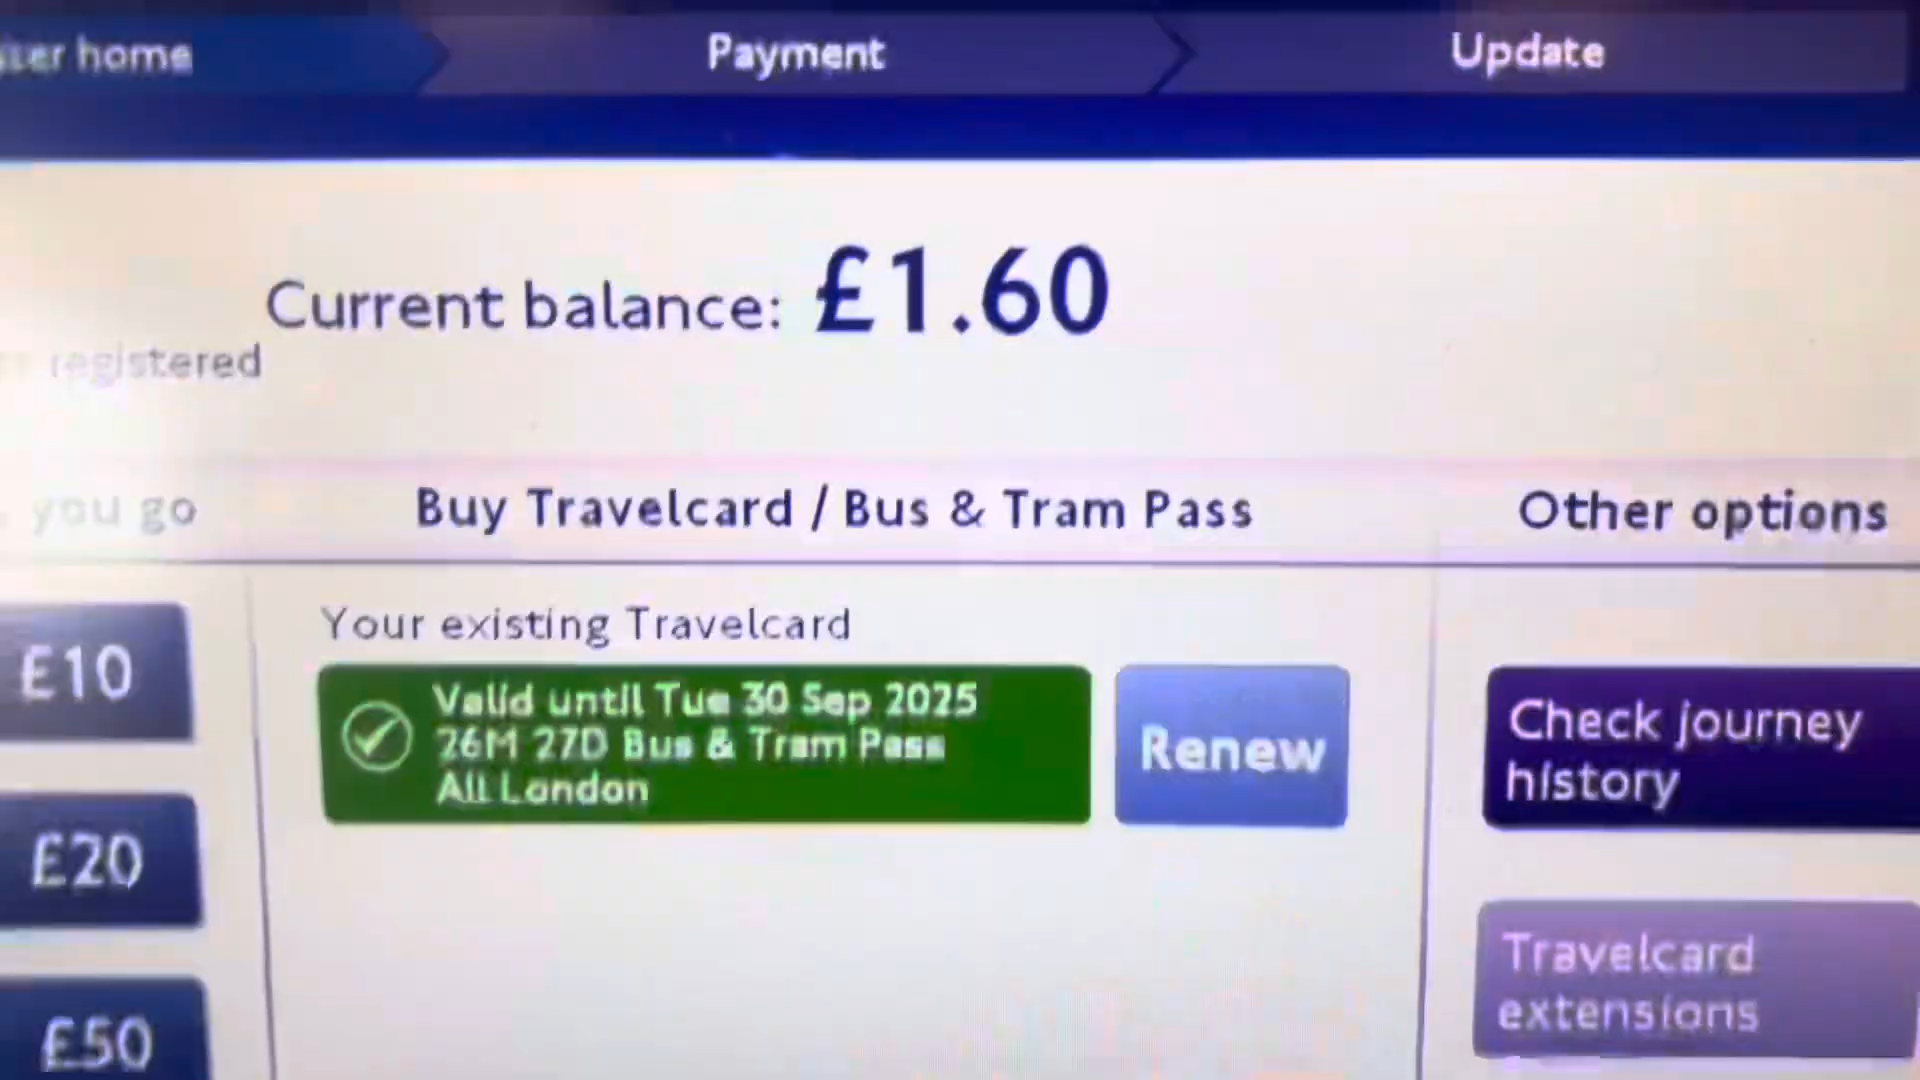 home
Payment
Update
Current balance: £1.60
registered
you go
Buy Travelcard / Bus & Tram Pass
Other options
Your existing Travelcard
£10
Valid until Tue 30 Sep 2025
26M 27D Bus & Tram Pass
All London
Renew
Check journey
history
£20
Travelcard
extensions
£50